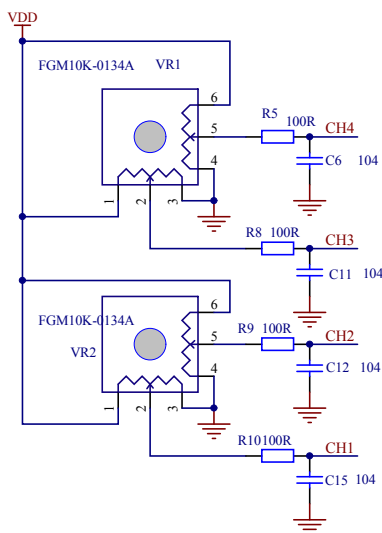 VDD
FGM10K-0134A VR1
6
R5
100R CH4
5
C6 104
4
1 2 3
R8 100R CH3
C11 104
FGM10K-0134A
6
R9 100R CH2
5
VR2
C12 104
4
1 2 3
R10100R CH1
C15 104